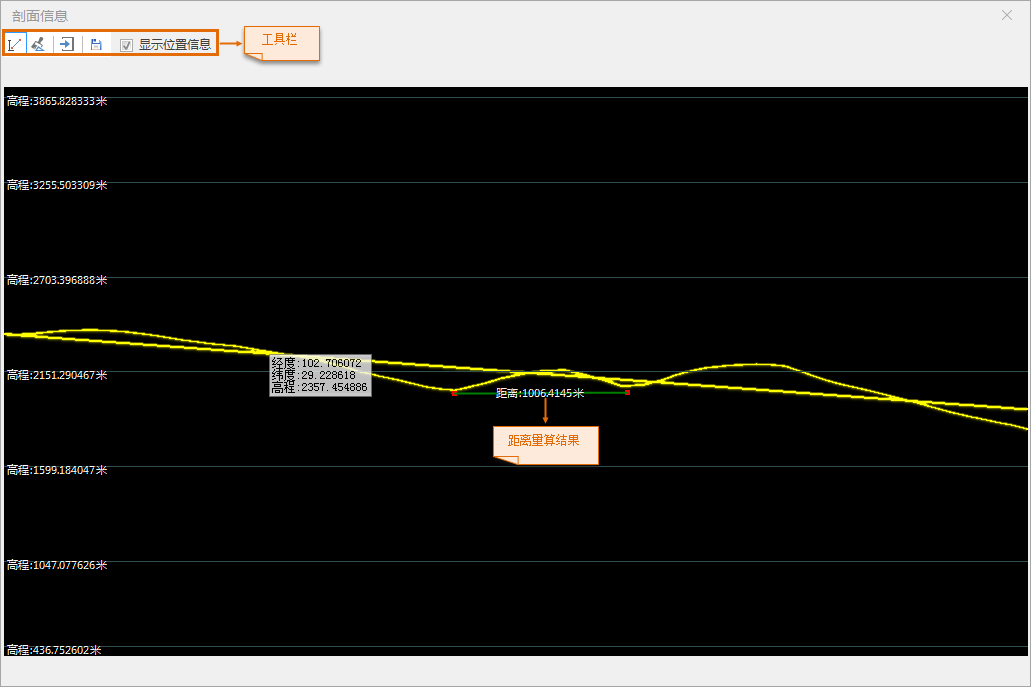 剖面信息
显示位置信息
工具栏
高程:3865.828333米
高程:3255.503309米
高程:2703.396888米
经度:102.706072
纬度:29.228618
高程:2357.454886
高程:2151.290467米
距离:1006.4145米
距离量算结果
高程:1599.184047米
高程:1047.077626米
高程:436.752602米